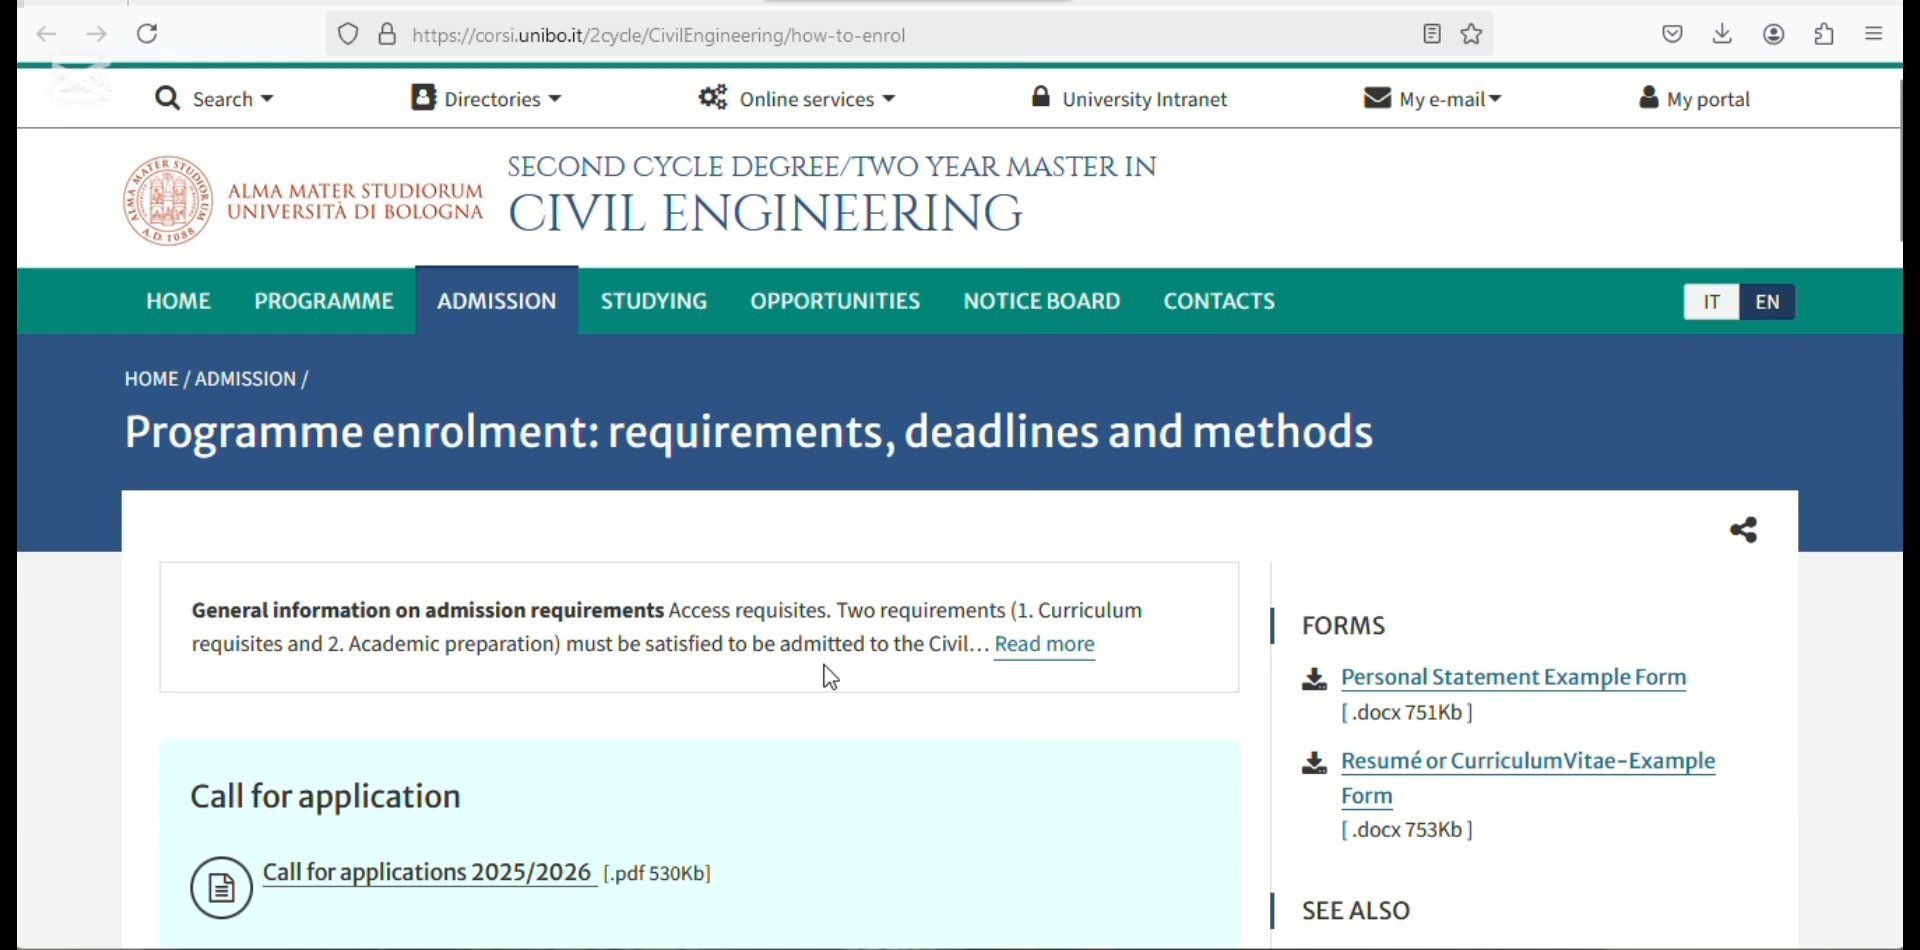 https://corsi.unibo.it/2cycle/CivilEngineering/how-to-enrol
Search
Directories
Online services
University Intranet
My e-mail
My portal
ALMA MATER STUDIORUM
A.D. 1088
ALMA MATER STUDIORUM
UNIVERSITÀ DI BOLOGNA
SECOND CYCLE DEGREE/TWO YEAR MASTER IN
CIVIL ENGINEERING
HOME
PROGRAMME
ADMISSION
STUDYING
OPPORTUNITIES
NOTICE BOARD
CONTACTS
IT
EN
HOME / ADMISSION /
Programme enrolment: requirements, deadlines and methods
General information on admission requirements Access requisites. Two requirements (1. Curriculum
requisites and 2. Academic preparation) must be satisfied to be admitted to the Civil... Read more
Call for application
Call for applications 2025/2026 [.pdf 530Kb]
FORMS
Personal Statement Example Form
[ .docx 751Kb ]
Resumé or CurriculumVitae-Example
Form
[ .docx 753Kb ]
SEE ALSO